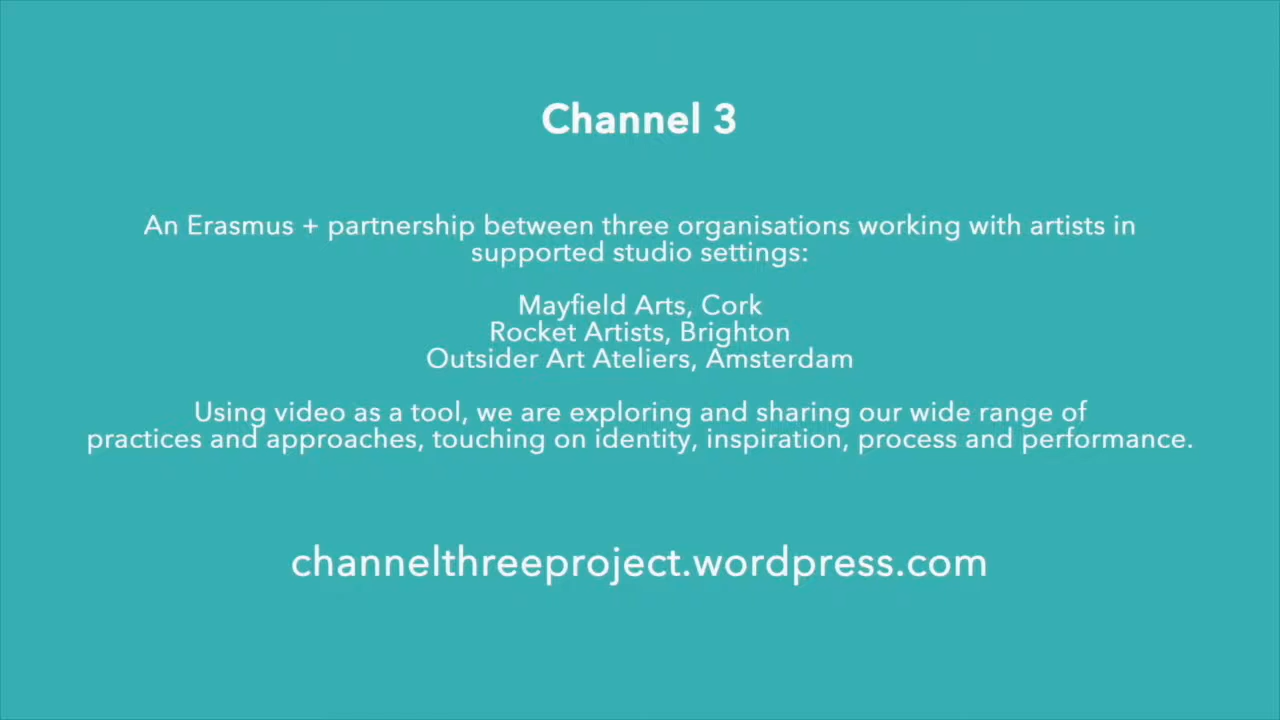 Channel 3
An Erasmus + partnership between three organisations working with artists in
supported studio settings:
Mayfield Arts, Cork
Rocket Artists, Brighton
Outsider Art Ateliers, Amsterdam
Using video as a tool, we are exploring and sharing our wide range of
practices and approaches, touching on identity, inspiration, process and performance.
channelthreeproject.wordpress.com